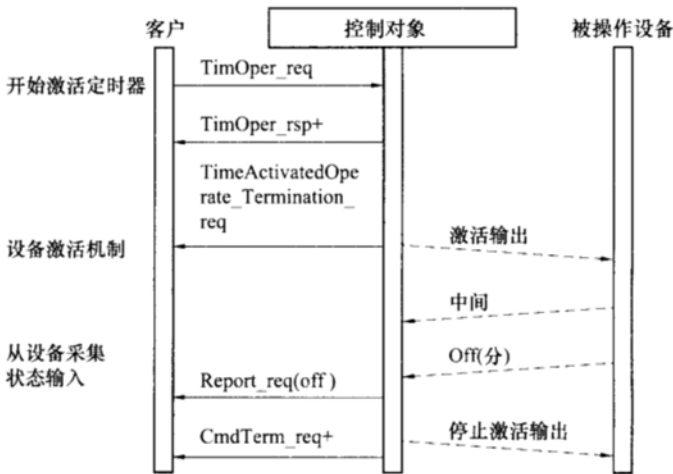 客户
控制对象
被操作设备
开始激活定时器
TimOper_req
TimOper_rsp+
TimeActivatedOpe
rate_Termination_
req
设备激活机制
激活输出
中间
从设备采集
状态输入
Off(分)
Report_req(off )
CmdTerm_req+
停止激活输出